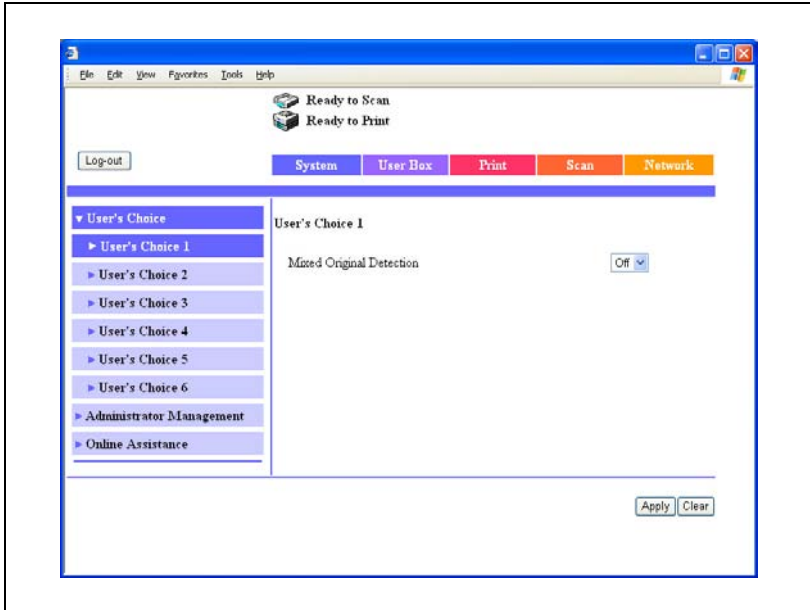 File Edit View Favorites Tools Help
Ready to Scan
Ready to Print
Log-out
System User Box Print Scan Network
User's Choice
User's Choice 1
User's Choice 2
User's Choice 3
User's Choice 4
User's Choice 5
User's Choice 6
Administrator Management
Online Assistance
User's Choice 1
Mixed Original Detection Off
Apply Clear